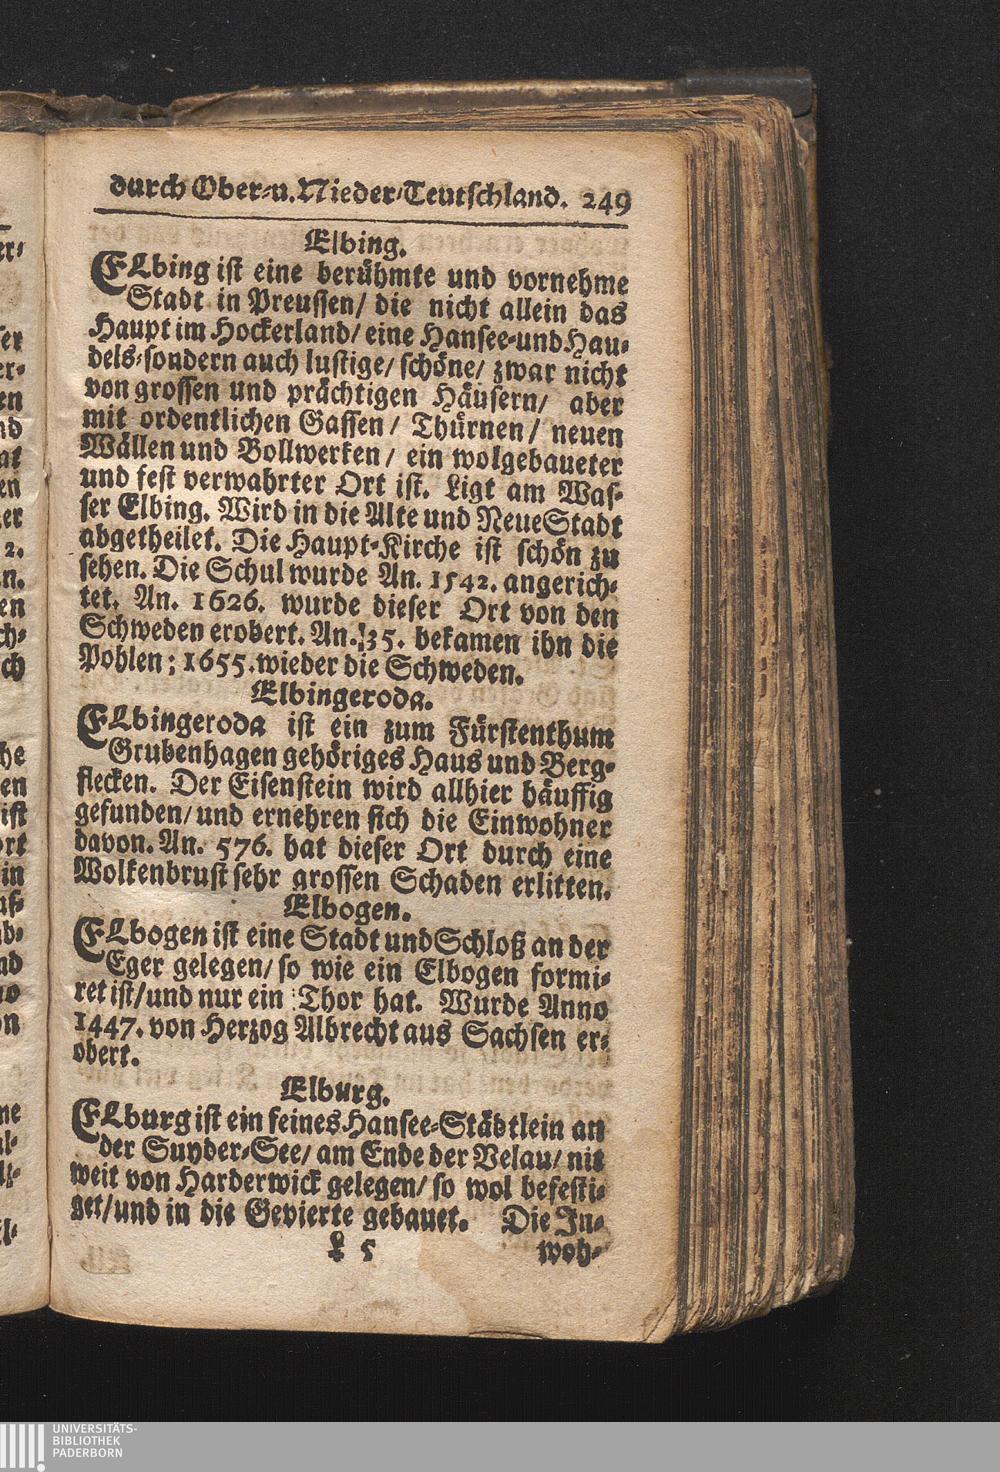 durch Ober-u. Nieder-Teutschland. 249
Elbing.
ELbing ist eine berühmte und vornehme
Stadt in Preussen/ die nicht allein das
Haupt im Hockerland/ eine Hansee-und Han-
dels-sondern auch lustige/ schöne/ zwar nicht
von grossen und prächtigen Häusern/ aber
mit ordentlichen Gassen/ Thürnen/ neuen
Wällen und Bollwerken/ ein wolgebaueter
und fest verwahrter Ort ist. Ligt am Was-
ser Elbing. Wird in die Alte und Neue Stadt
abgetheilet. Die Haupt-Kirche ist schön zu
sehen. Die Schul wurde An. 1542. angerich-
tet. An. 1626. wurde dieser Ort von den
Schweden erobert. An. 35. bekamen ihn die
Pohlen; 1655. wieder die Schweden.
Elbingeroda.
ELbingeroda ist ein zum Fürstenthum
Grubenhagen gehöriges Haus und Berg-
flecken. Der Eisenstein wird allhier häuffig
gefunden/ und ernehren sich die Einwohner
davon. An. 576. hat dieser Ort durch eine
Wolkenbrust sehr grossen Schaden erlitten.
Elbogen.
ELbogen ist eine Stadt und Schloß an der
Eger gelegen/ so wie ein Elbogen formi-
ret ist/ und nur ein Thor hat. Wurde Anno
1447. von Herzog Albrecht aus Sachsen er-
obert.
Elburg.
ELburg ist ein feines Hansee-Städtlein an
der Suyder-See/ am Ende der Velau/ nit
weit von Harderwick gelegen/ so wol befesti-
get/ und in die Gevierte gebauet. Die In-
L 5 woh-
UNIVERSITÄTS-
BIBLIOTHEK
PADERBORN